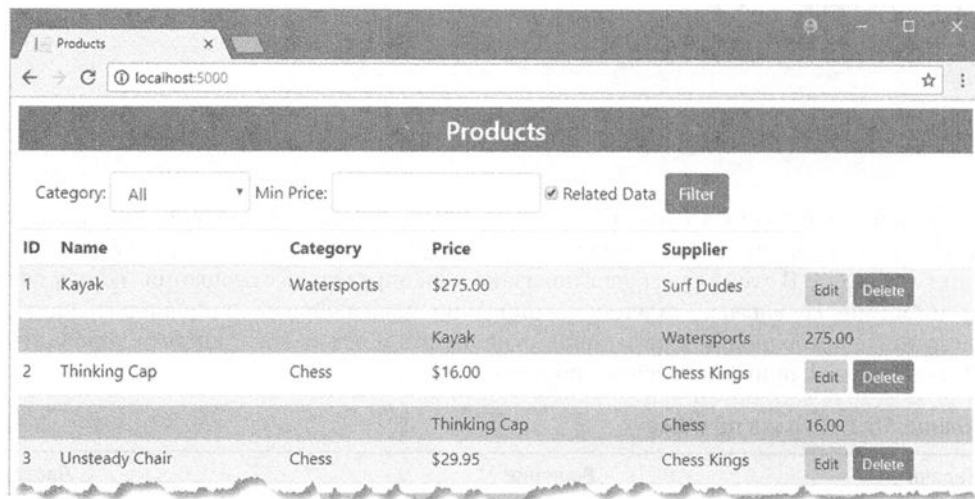 Products
localhost:5000
Products
Category: All Min Price: Related Data Filter
ID Name Category Price Supplier
1 Kayak Watersports $275.00 Surf Dudes Edit Delete
Kayak Watersports 275.00
2 Thinking Cap Chess $16.00 Chess Kings Edit Delete
Thinking Cap Chess 16.00
3 Unsteady Chair Chess $29.95 Chess Kings Edit Delete